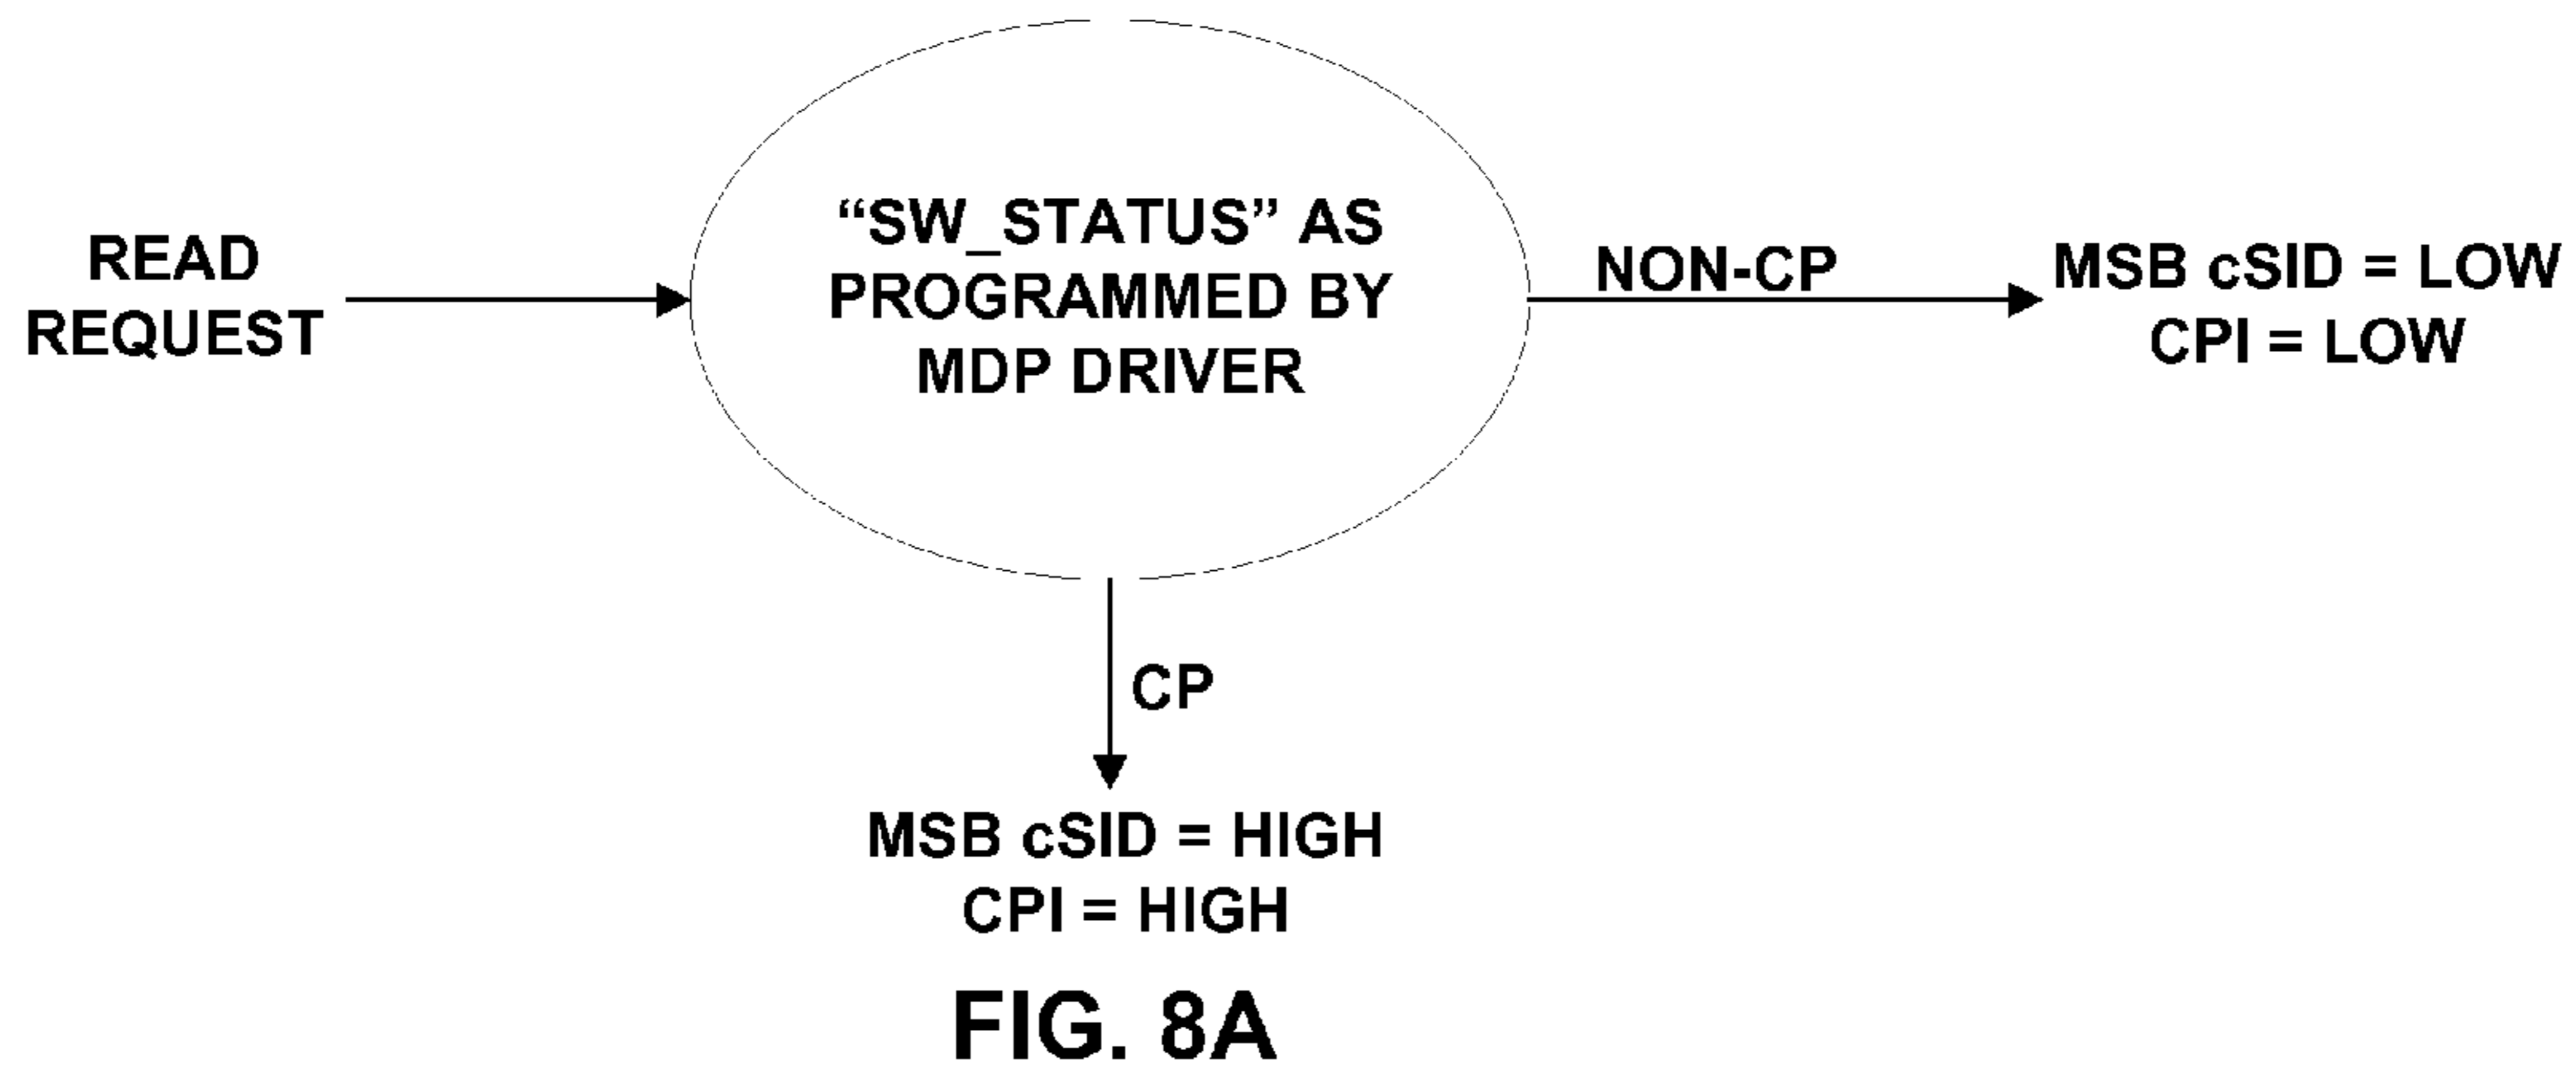 READ
REQUEST
“SW_STATUS” AS
PROGRAMMED BY
MDP DRIVER
NON-CP
MSB cSID = LOW
CPI = LOW
CP
MSB cSID = HIGH
CPI = HIGH
FIG. 8A